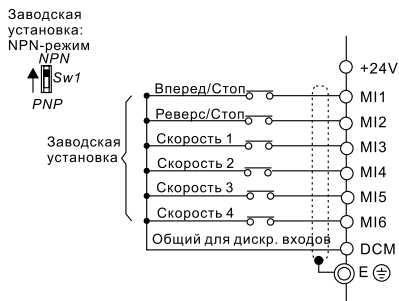 Заводская
установка:
NPN-режим
NPN
Sw1
PNP
+24V
Вперед/Стоп
MI1
Реверс/Стоп
MI2
Заводская
установка
Скорость 1
MI3
Скорость 2
MI4
Скорость 3
MI5
Скорость 4
MI6
Общий для дискр. входов
DCM
E